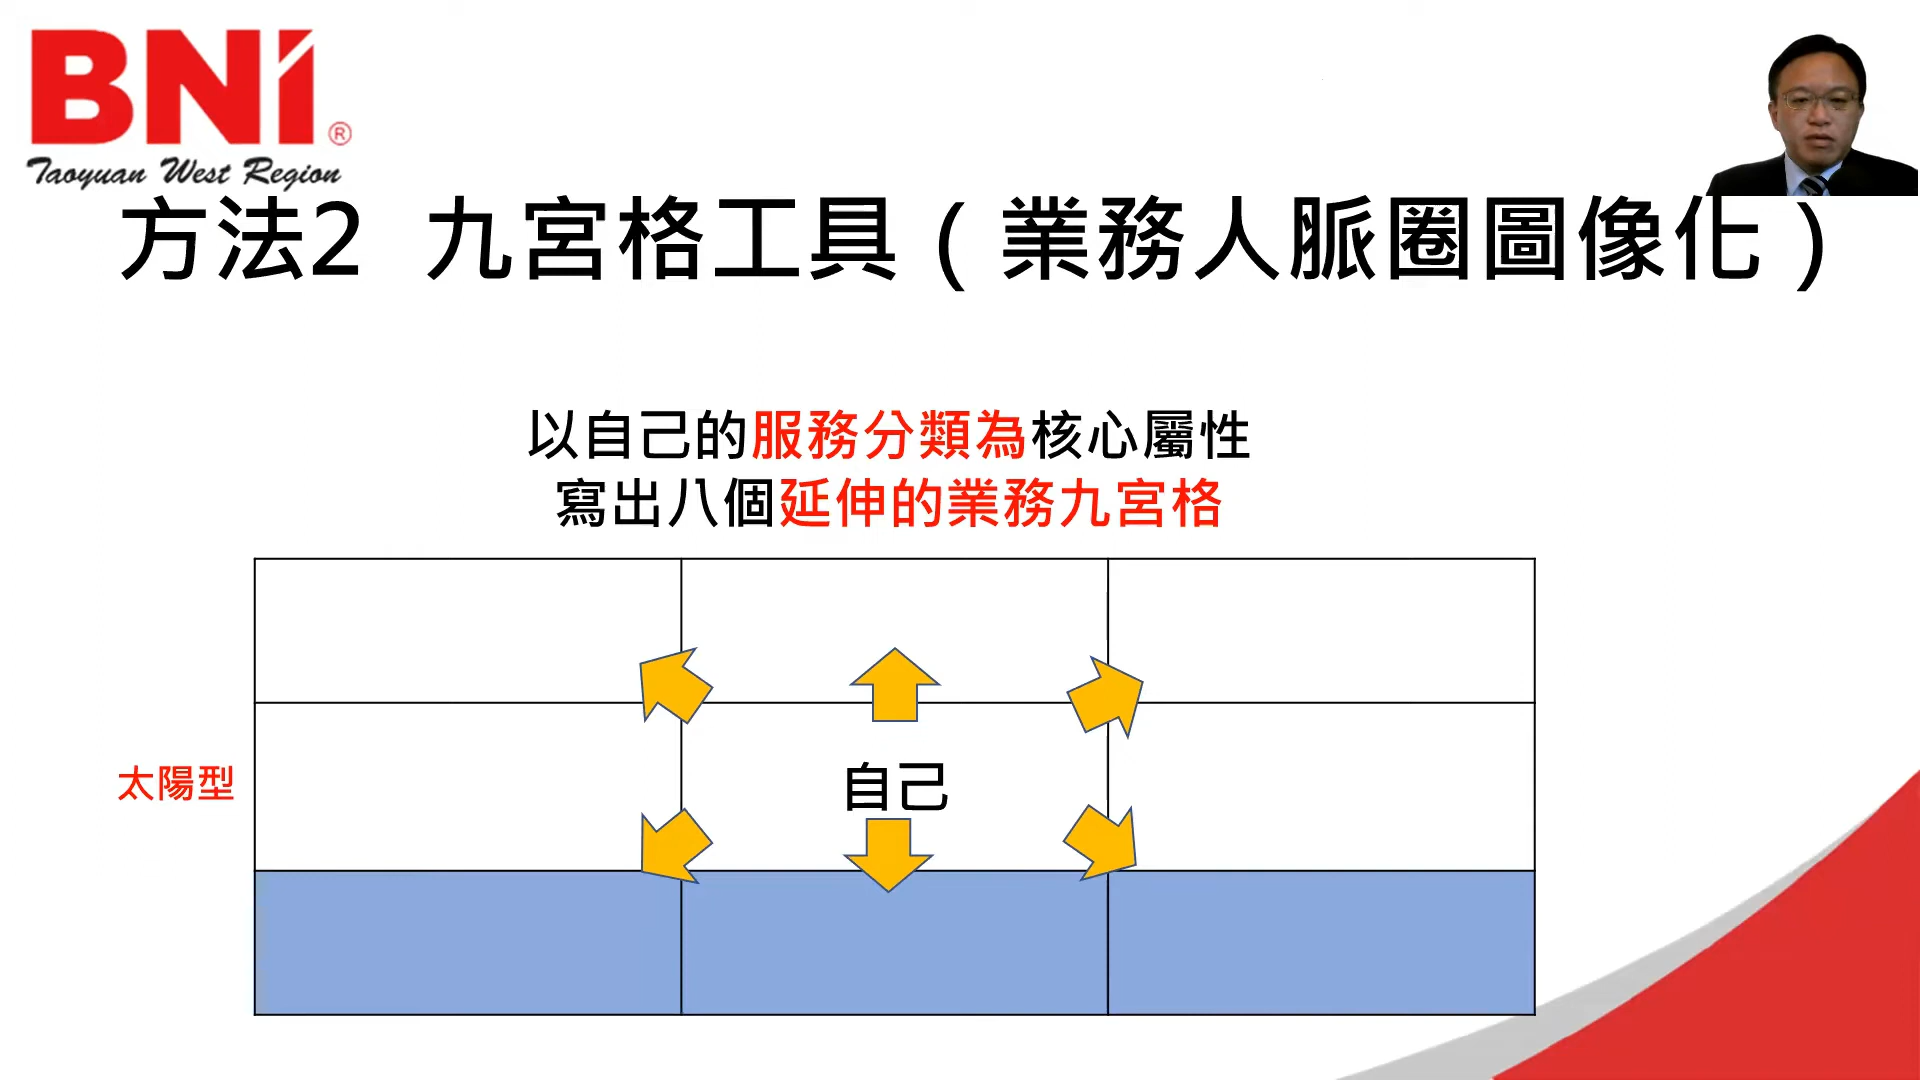 BNI®
Taoyuan West Region
方法2 九宮格工具（業務人脈圈圖像化）
以自己的服務分類為核心屬性
寫出八個延伸的業務九宮格
太陽型
自己